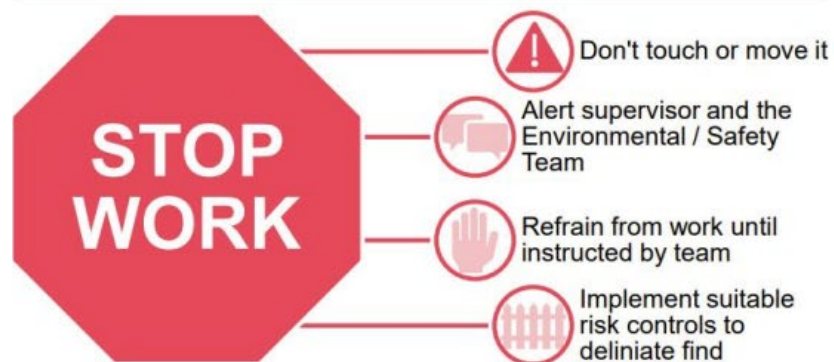 STOP
WORK
Don't touch or move it
Alert supervisor and the
Environmental / Safety
Team
Refrain from work until
instructed by team
Implement suitable
risk controls to
deliniate find